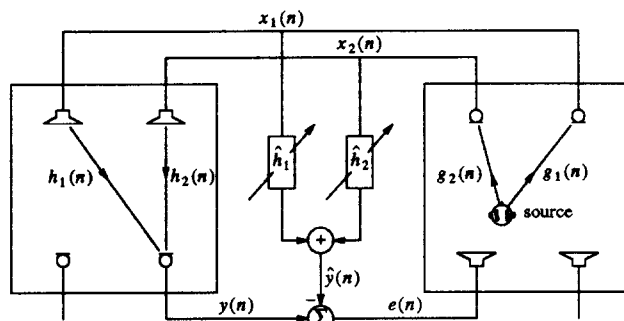 x₁(n)
x₂(n)
h₁(n)
h₂(n)
ĥ₁
ĥ₂
g₂(n)
g₁(n)
source
+
ŷ(n)
y(n)
−
Σ
e(n)